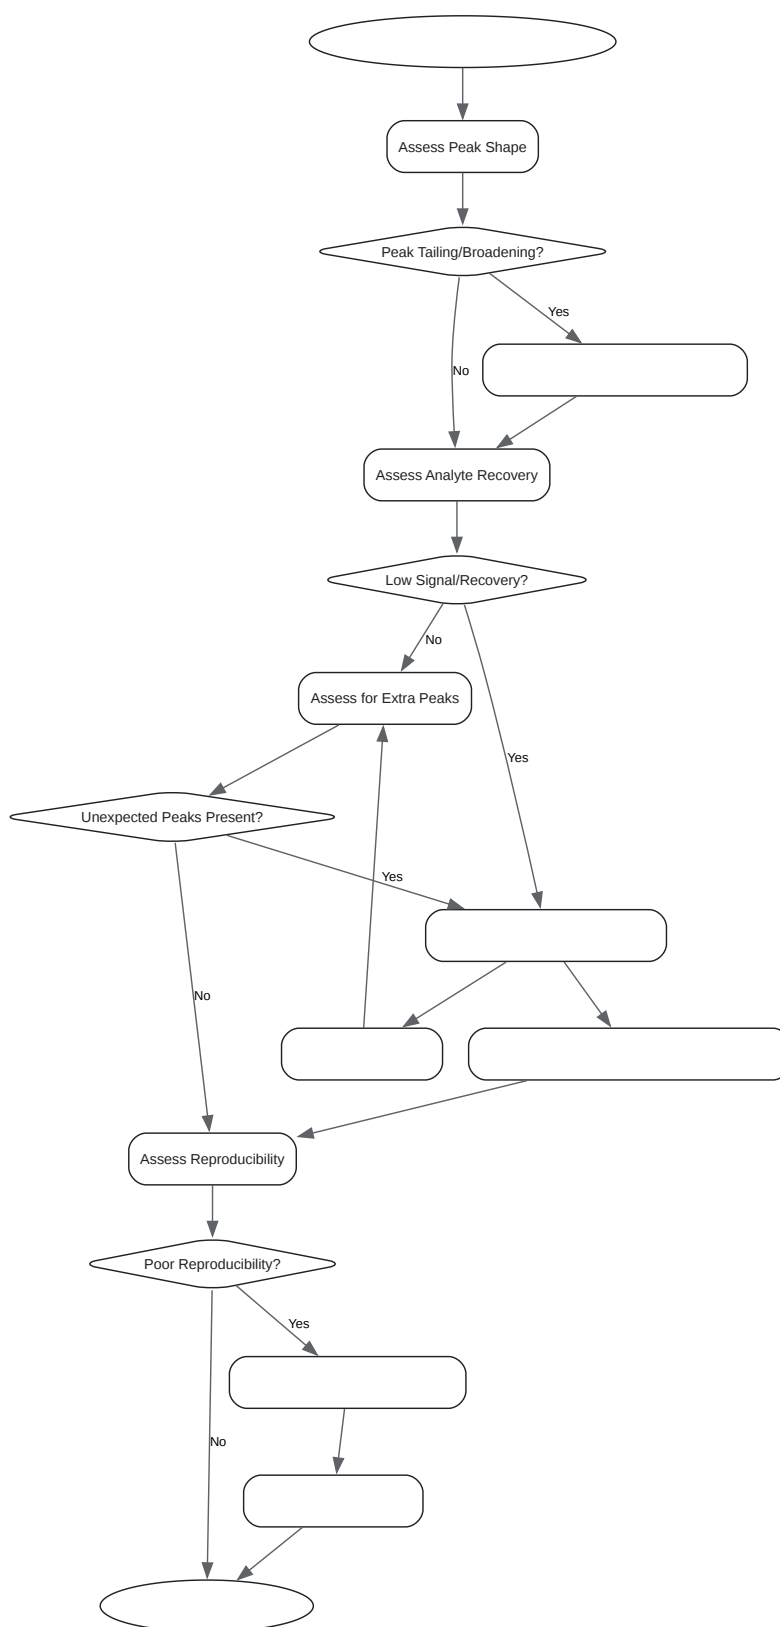 Assess Peak Shape
Peak Tailing/Broadening?
Yes
No
Assess Analyte Recovery
Low Signal/Recovery?
No
Assess for Extra Peaks
Yes
Unexpected Peaks Present?
Yes
No
Assess Reproducibility
Poor Reproducibility?
Yes
No